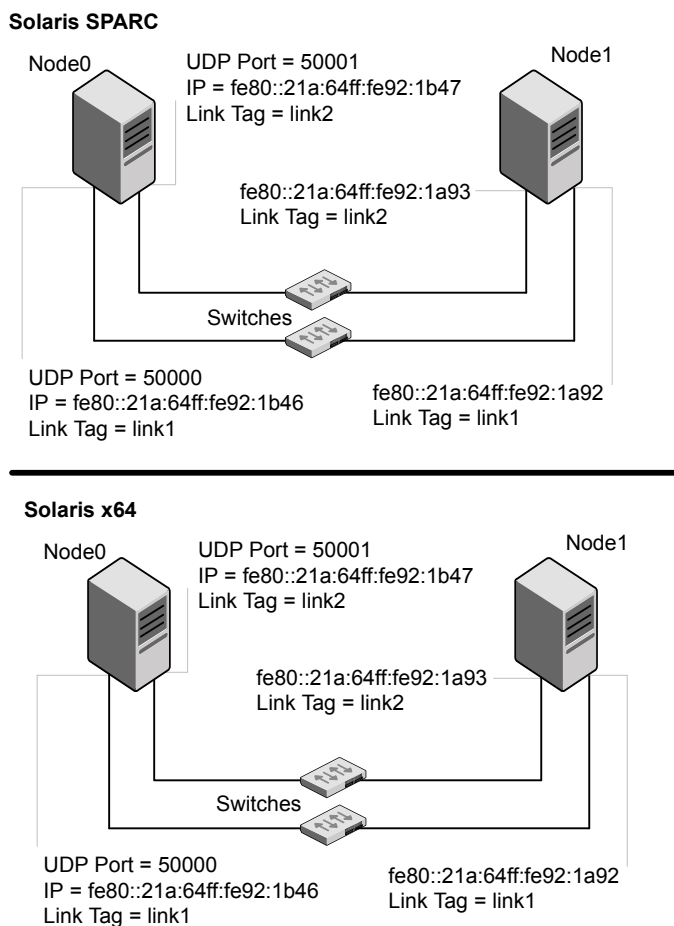 Solaris SPARC
Node0
UDP Port = 50001
IP = fe80::21a:64ff:fe92:1b47
Link Tag = link2
Node1
fe80::21a:64ff:fe92:1a93
Link Tag = link2
Switches
UDP Port = 50000
IP = fe80::21a:64ff:fe92:1b46
Link Tag = link1
fe80::21a:64ff:fe92:1a92
Link Tag = link1
Solaris x64
Node0
UDP Port = 50001
IP = fe80::21a:64ff:fe92:1b47
Link Tag = link2
Node1
fe80::21a:64ff:fe92:1a93
Link Tag = link2
Switches
UDP Port = 50000
IP = fe80::21a:64ff:fe92:1b46
Link Tag = link1
fe80::21a:64ff:fe92:1a92
Link Tag = link1